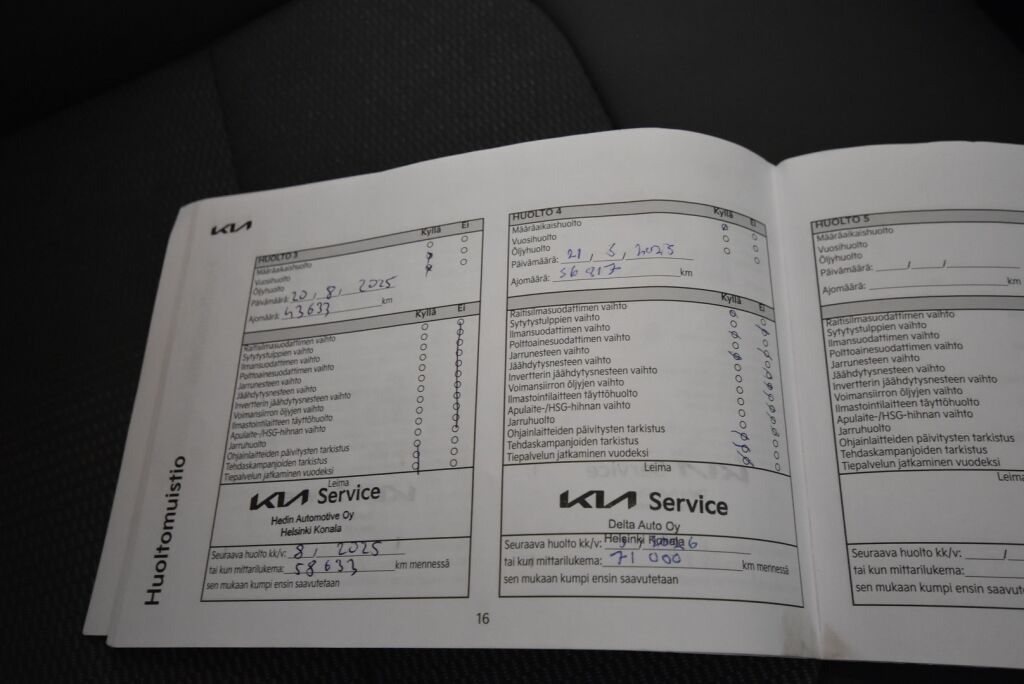 Huoltomuistio
KIA
HUOLTO 3
Kyllä Ei
Määräaikaishuolto
Vuosihuolto
Öljyhuolto
Päivämäärä: 20, 8, 2025
Ajomäärä: 43633 km
Kyllä Ei
Raitisilmasuodattimen vaihto
Sytytystulppien vaihto
Ilmansuodattimen vaihto
Polttoainesuodattimen vaihto
Jarrunesteen vaihto
Jäähdytysnesteen vaihto
Invertterin jäähdytysnesteen vaihto
Voimansiirron öljyjen vaihto
Ilmastointilaitteen täyttöhuolto
Apulaite-/HSG-hihnan vaihto
Jarruhuolto
Ohjainlaitteiden päivitysten tarkistus
Tehdaskampanjoiden tarkistus
Tiepalvelun jatkaminen vuodeksi
Leima
KIA Service
Hedin Automotive Oy
Helsinki Konala
Seuraava huolto kk/v: 8, 2025
tai kun mittarilukema: 58633 km mennessä
sen mukaan kumpi ensin saavutetaan
HUOLTO 4
Kyllä Ei
Määräaikaishuolto
Vuosihuolto
Öljyhuolto
Päivämäärä: 21, 5, 2025
Ajomäärä: 56917 km
Kyllä Ei
Raitisilmasuodattimen vaihto
Sytytystulppien vaihto
Ilmansuodattimen vaihto
Polttoainesuodattimen vaihto
Jarrunesteen vaihto
Jäähdytysnesteen vaihto
Invertterin jäähdytysnesteen vaihto
Voimansiirron öljyjen vaihto
Ilmastointilaitteen täyttöhuolto
Apulaite-/HSG-hihnan vaihto
Jarruhuolto
Ohjainlaitteiden päivitysten tarkistus
Tehdaskampanjoiden tarkistus
Tiepalvelun jatkaminen vuodeksi
Leima
KIA Service
Delta Auto Oy
Helsinki Konala
Seuraava huolto kk/v: 2026
tai kun mittarilukema: 71 000 km mennessä
sen mukaan kumpi ensin saavutetaan
16
HUOLTO 5
Määräaikaishuolto
Vuosihuolto
Öljyhuolto
Päivämäärä: / /
Ajomäärä: km
Raitisilmasuodattimen vaihto
Sytytystulppien vaihto
Ilmansuodattimen vaihto
Polttoainesuodattimen vaihto
Jarrunesteen vaihto
Jäähdytysnesteen vaihto
Invertterin jäähdytysnesteen vaihto
Voimansiirron öljyjen vaihto
Ilmastointilaitteen täyttöhuolto
Apulaite-/HSG-hihnan vaihto
Jarruhuolto
Ohjainlaitteiden päivitysten tarkistus
Tehdaskampanjoiden tarkistus
Tiepalvelun jatkaminen vuodeksi
Leima
Seuraava huolto kk/v: /
tai kun mittarilukema:
sen mukaan kumpi ensin saavut